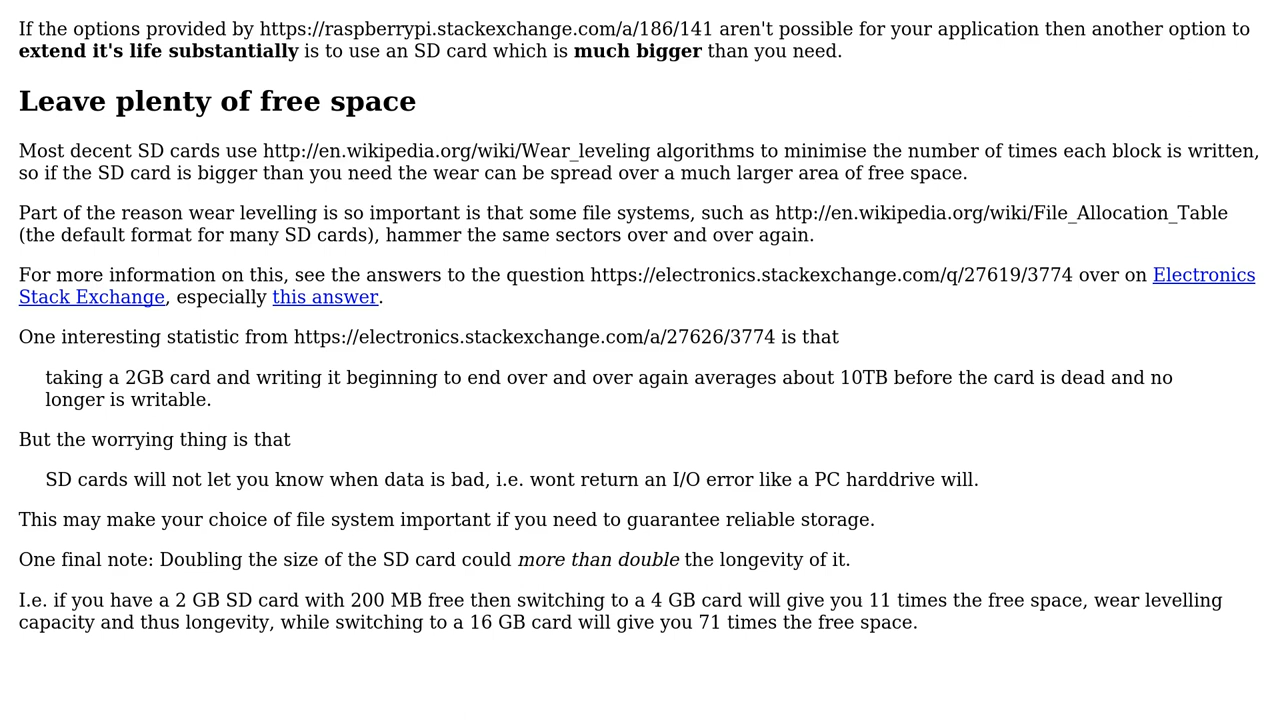 If the options provided by https://raspberrypi.stackexchange.com/a/186/141 aren't possible for your application then another option to
extend it's life substantially is to use an SD card which is much bigger than you need.
Leave plenty of free space
Most decent SD cards use http://en.wikipedia.org/wiki/Wear_leveling algorithms to minimise the number of times each block is written,
so if the SD card is bigger than you need the wear can be spread over a much larger area of free space.
Part of the reason wear levelling is so important is that some file systems, such as http://en.wikipedia.org/wiki/File_Allocation_Table
(the default format for many SD cards), hammer the same sectors over and over again.
For more information on this, see the answers to the question https://electronics.stackexchange.com/q/27619/3774 over on Electronics
Stack Exchange, especially this answer.
One interesting statistic from https://electronics.stackexchange.com/a/27626/3774 is that
taking a 2GB card and writing it beginning to end over and over again averages about 10TB before the card is dead and no
longer is writable.
But the worrying thing is that
SD cards will not let you know when data is bad, i.e. wont return an I/O error like a PC harddrive will.
This may make your choice of file system important if you need to guarantee reliable storage.
One final note: Doubling the size of the SD card could more than double the longevity of it.
I.e. if you have a 2 GB SD card with 200 MB free then switching to a 4 GB card will give you 11 times the free space, wear levelling
capacity and thus longevity, while switching to a 16 GB card will give you 71 times the free space.